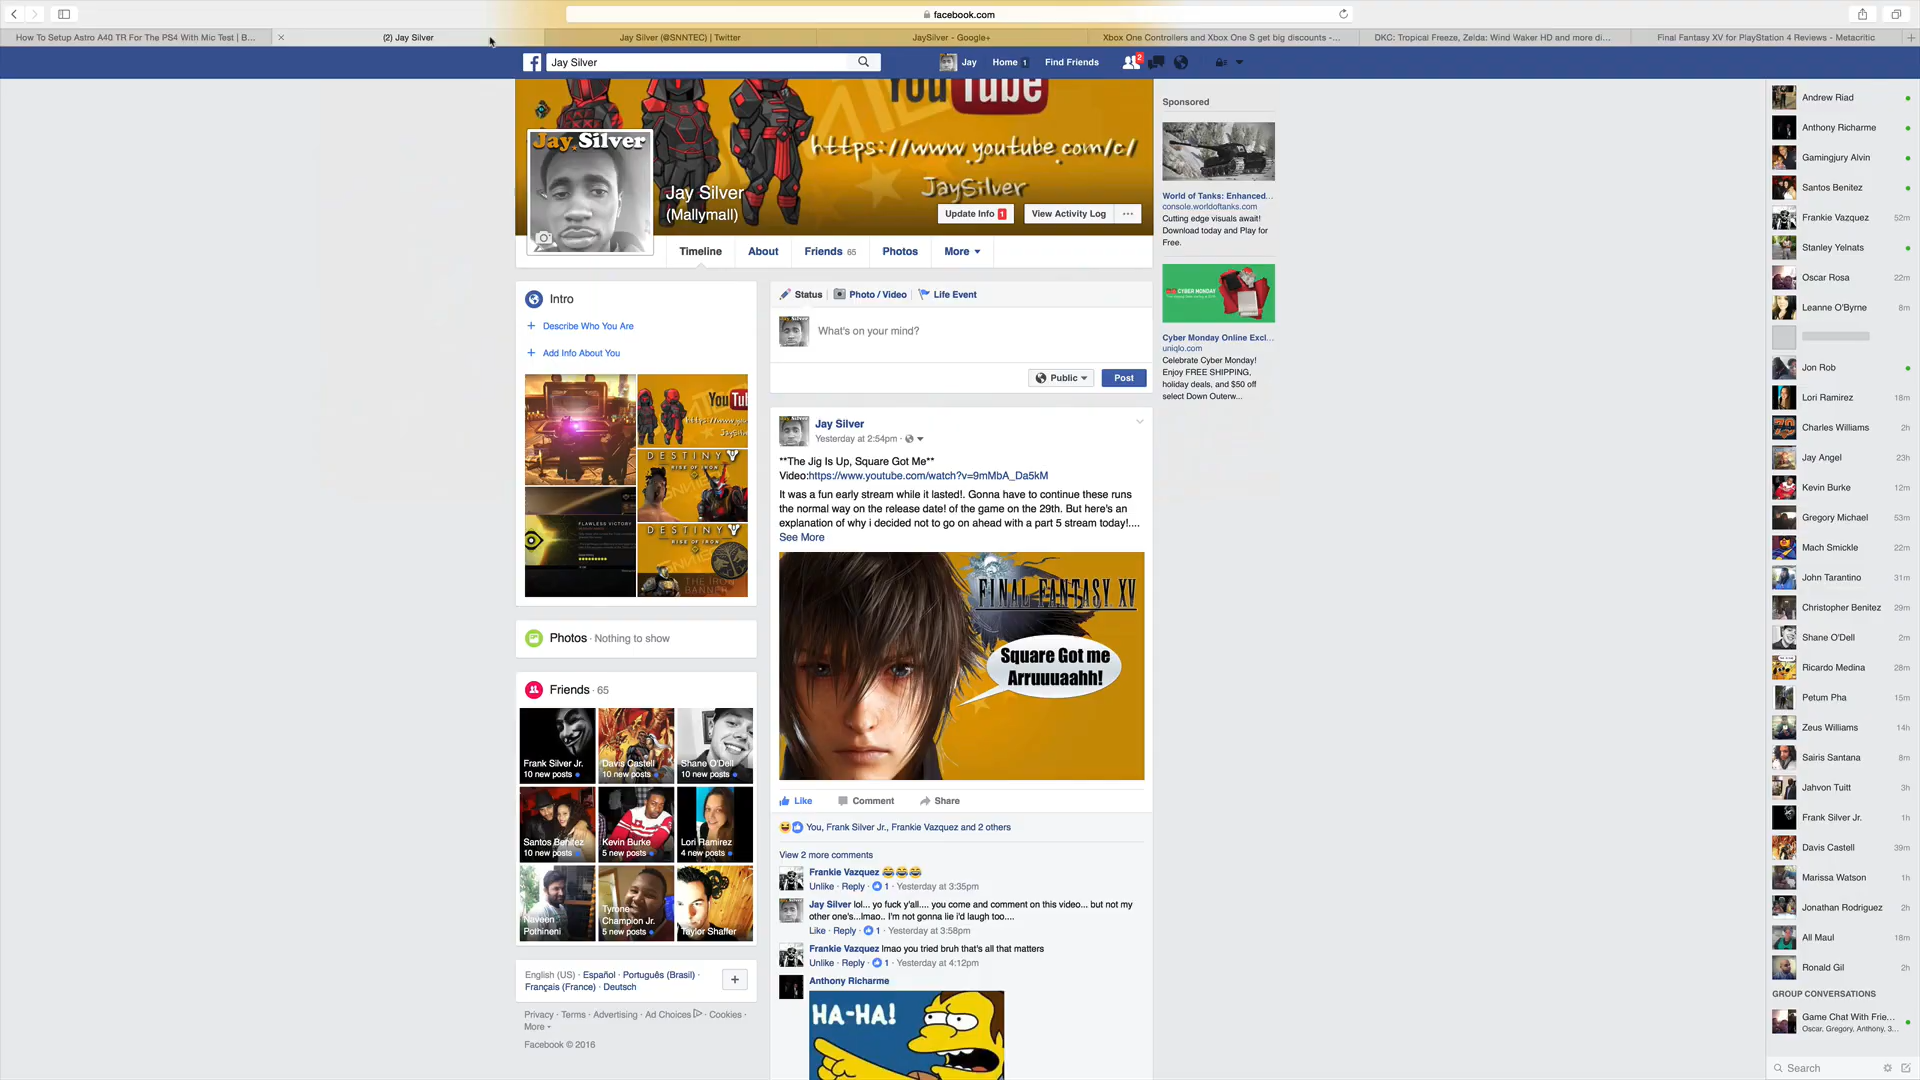 facebook.com
How To Setup Astro A40 TR For The PS4 With Mic Test | B...
(2) Jay Silver
Jay Silver (@SNNTEC) | Twitter
JaySilver - Google+
Xbox One Controllers and Xbox One S get big discounts -...
DKC: Tropical Freeze, Zelda: Wind Waker HD and more di...
Final Fantasy XV for PlayStation 4 Reviews - Metacritic
Jay Silver
Jay
Home 1
Find Friends
2
YouTube
https://www.youtube.com/c/
JaySilver
Jay Silver
Jay Silver
(Mallymall)
Update Info 1
View Activity Log
Timeline
About
Friends 65
Photos
More
Intro
Describe Who You Are
Add Info About You
DESTINY
RISE OF IRON
FLAWLESS VICTORY
DESTINY
RISE OF IRON
THE IRON
BANNER
Photos · Nothing to show
Friends · 65
Frank Silver Jr.
10 new posts
Davis Castell
10 new posts
Shane O'Dell
10 new posts
Santos Benitez
10 new posts
Kevin Burke
5 new posts
Lori Ramirez
4 new posts
Naveen
Pothineni
Tyrone
Champion Jr.
5 new posts
Taylor Shaffer
English (US) · Español · Português (Brasil) ·
Français (France) · Deutsch
Privacy · Terms · Advertising · Ad Choices · Cookies ·
More
Facebook © 2016
Status
Photo / Video
Life Event
What's on your mind?
Public
Post
Jay Silver
Yesterday at 2:54pm ·
**The Jig Is Up, Square Got Me**
Video:https://www.youtube.com/watch?v=9mMbA_Da5kM
It was a fun early stream while it lasted!. Gonna have to continue these runs
the normal way on the release date! of the game on the 29th. But here's an
explanation of why i decided not to go on ahead with a part 5 stream today!....
See More
FINAL FANTASY XV
Square Got me
Arruuuaahh!
Like
Comment
Share
You, Frank Silver Jr., Frankie Vazquez and 2 others
View 2 more comments
Frankie Vazquez 😂😂😂
Unlike · Reply · 1 · Yesterday at 3:35pm
Jay Silver lol... yo fuck y'all.... you come and comment on this video... but not my
other one's...lmao.. I'm not gonna lie i'd laugh too....
Like · Reply · 1 · Yesterday at 3:58pm
Frankie Vazquez lmao you tried bruh that's all that matters
Unlike · Reply · 1 · Yesterday at 4:12pm
Anthony Richarme
HA-HA!
Sponsored
World of Tanks: Enhanced...
console.worldoftanks.com
Cutting edge visuals await!
Download today and Play for
Free.
CYBER MONDAY
Cyber Monday Online Excl...
uniqlo.com
Celebrate Cyber Monday!
Enjoy FREE SHIPPING,
holiday deals, and $50 off
select Down Outerw...
Andrew Riad
Anthony Richarme
Gamingjury Alvin
Santos Benitez
Frankie Vazquez 52m
Stanley Yelnats
Oscar Rosa 22m
Leanne O'Byrne 8m
Jon Rob
Lori Ramirez 18m
Charles Williams 2h
Jay Angel 23h
Kevin Burke 12m
Gregory Michael 53m
Mach Smickle 22m
John Tarantino 31m
Christopher Benitez 29m
Shane O'Dell 2m
Ricardo Medina 28m
Petum Pha 15m
Zeus Williams 14h
Sairis Santana 8m
Jahvon Tuitt 3h
Frank Silver Jr. 1h
Davis Castell 39m
Marissa Watson 1h
Jonathan Rodriguez 2h
All Maul 18m
Ronald Gil 2h
GROUP CONVERSATIONS
Game Chat With Frie...
Oscar, Gregory, Anthony, 3...
Search